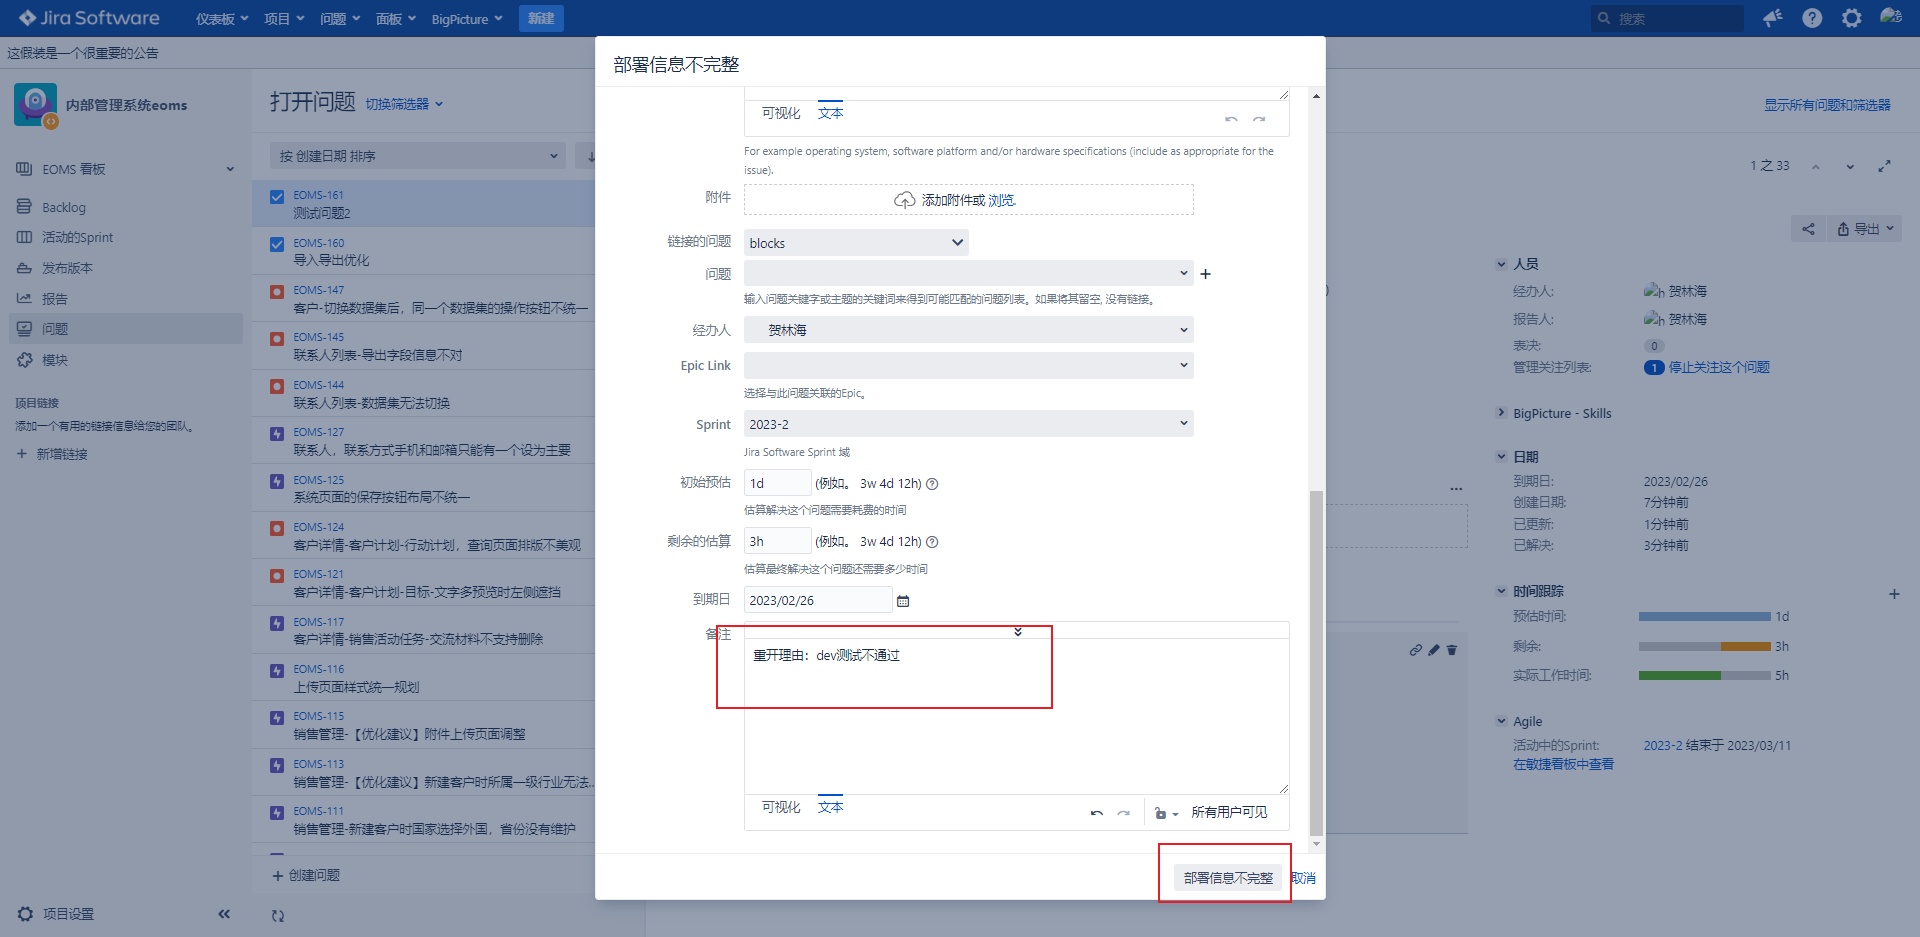 Jira Software
仪表板
项目
问题
面板
BigPicture
新建
搜索
这假装是一个很重要的公告
内部管理系统eoms
EOMS 看板
Backlog
活动的Sprint
发布版本
报告
问题
模块
项目链接
添加一个有用的链接信息给您的团队。
新增链接
项目设置
打开问题
切换筛选器
显示所有问题和筛选器
按 创建日期 排序
EOMS-161
测试问题2
EOMS-160
导入导出优化
EOMS-147
客户-切换数据集后，同一个数据集的操作按钮不统一
EOMS-145
联系人列表-导出字段信息不对
EOMS-144
联系人列表-数据集无法切换
EOMS-127
联系人，联系方式手机和邮箱只能有一个设为主要
EOMS-125
系统页面的保存按钮布局不统一
EOMS-124
客户详情-客户计划-行动计划，查询页面排版不美观
EOMS-121
客户详情-客户计划-目标-文字多预览时左侧遮挡
EOMS-117
客户详情-销售活动任务-交流材料不支持删除
EOMS-116
上传页面样式统一规划
EOMS-115
销售管理-【优化建议】附件上传页面调整
EOMS-113
销售管理-【优化建议】新建客户时所属一级行业无法...
EOMS-111
销售管理-新建客户时国家选择外国，省份没有维护
创建问题
部署信息不完整
可视化
文本
For example operating system, software platform and/or hardware specifications (include as appropriate for the
issue).
附件
添加附件或 浏览.
链接的问题
blocks
问题
输入问题关键字或主题的关键词来得到可能匹配的问题列表。如果将其留空, 没有链接。
经办人
贺林海
Epic Link
选择与此问题关联的Epic。
Sprint
2023-2
Jira Software Sprint 域
初始预估
1d
(例如。 3w 4d 12h)
估算解决这个问题需要耗费的时间
剩余的估算
3h
(例如。 3w 4d 12h)
估算最终解决这个问题还需要多少时间
到期日
2023/02/26
备注
重开理由：dev测试不通过
可视化
文本
所有用户可见
部署信息不完整
取消
1 之 33
导出
人员
经办人:
h 贺林海
报告人:
h 贺林海
表决:
0
管理关注列表:
1 停止关注这个问题
BigPicture - Skills
日期
到期日:
2023/02/26
创建日期:
7分钟前
已更新:
1分钟前
已解决:
3分钟前
时间跟踪
预估时间:
1d
剩余:
3h
实际工作时间:
5h
Agile
活动中的Sprint:
2023-2 结束于 2023/03/11
在敏捷看板中查看